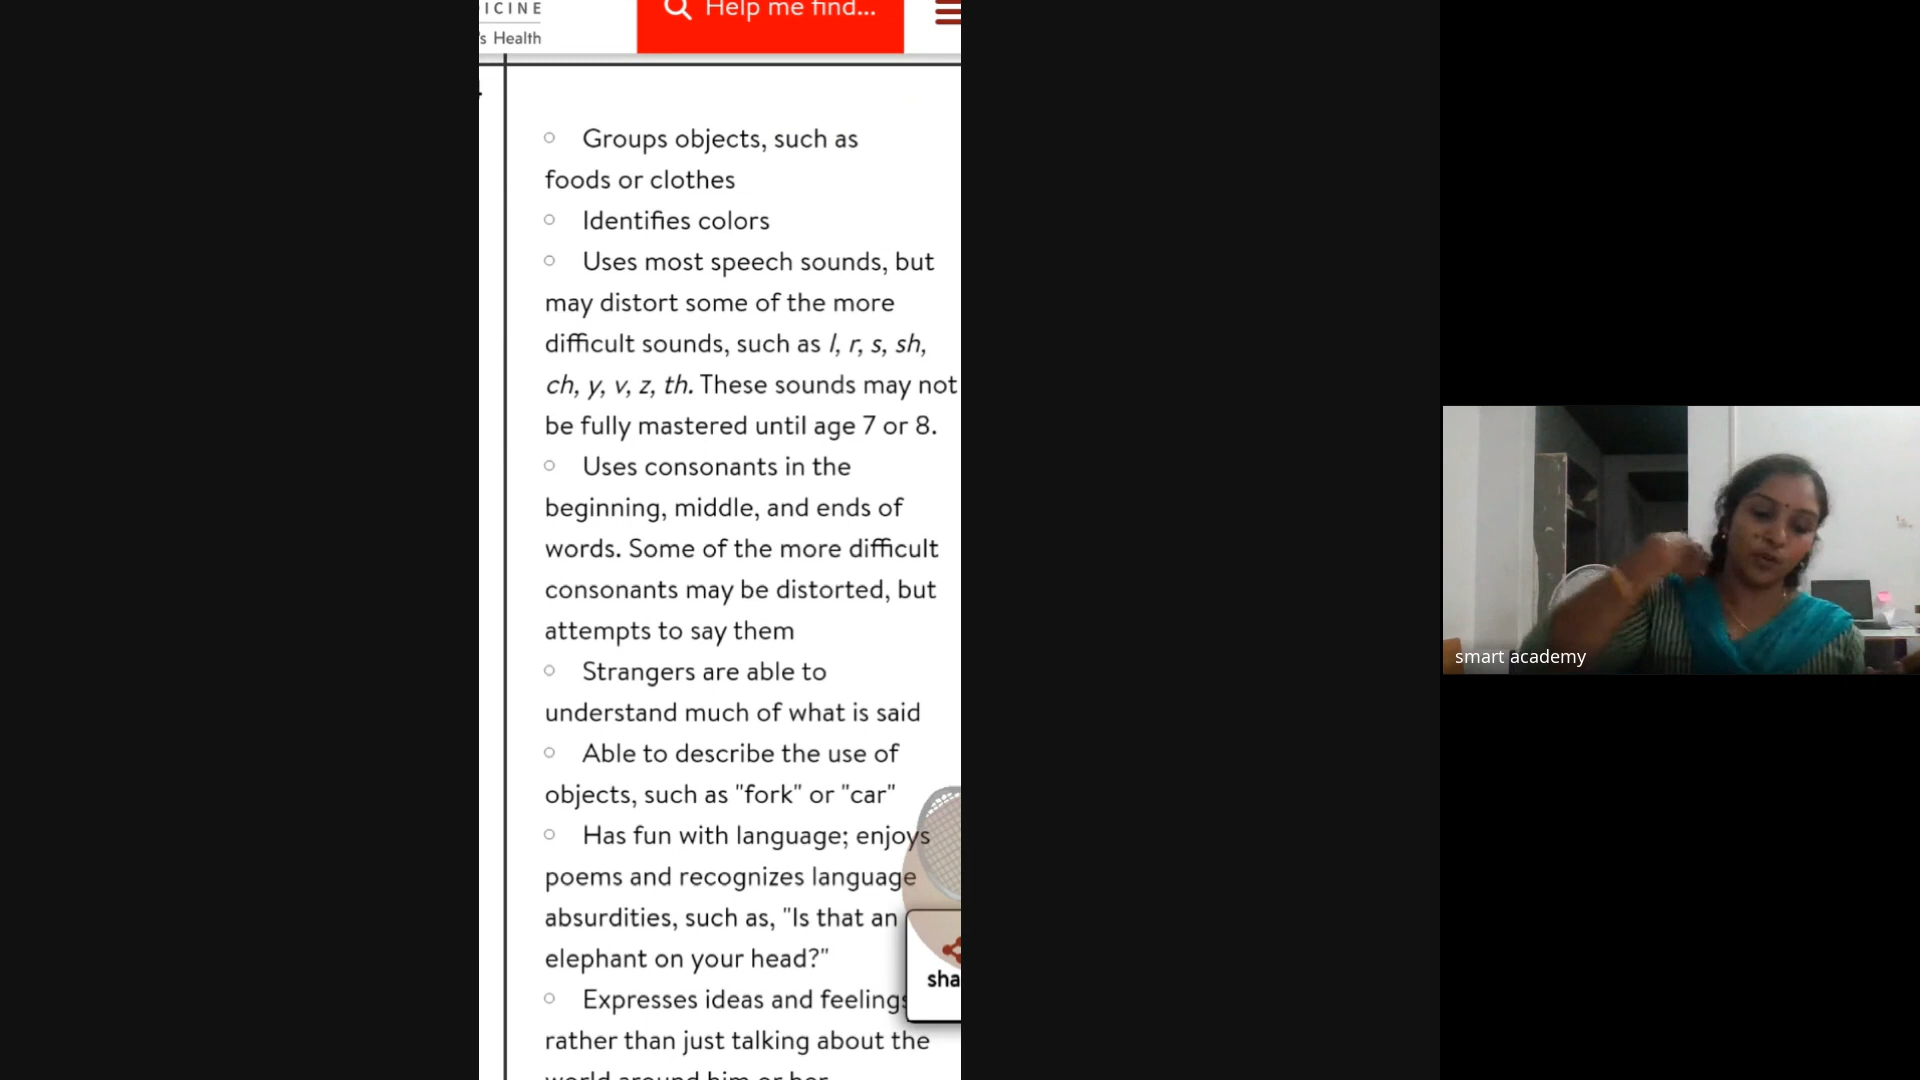 ICINE
's Health
Help me find...
Groups objects, such as
foods or clothes
Identifies colors
Uses most speech sounds, but
may distort some of the more
difficult sounds, such as l, r, s, sh,
ch, y, v, z, th. These sounds may not
be fully mastered until age 7 or 8.
Uses consonants in the
beginning, middle, and ends of
words. Some of the more difficult
consonants may be distorted, but
attempts to say them
Strangers are able to
understand much of what is said
Able to describe the use of
objects, such as "fork" or "car"
Has fun with language; enjoys
poems and recognizes language
absurdities, such as, "Is that an
elephant on your head?"
Expresses ideas and feelings
rather than just talking about the
world around him or her
sha
smart academy